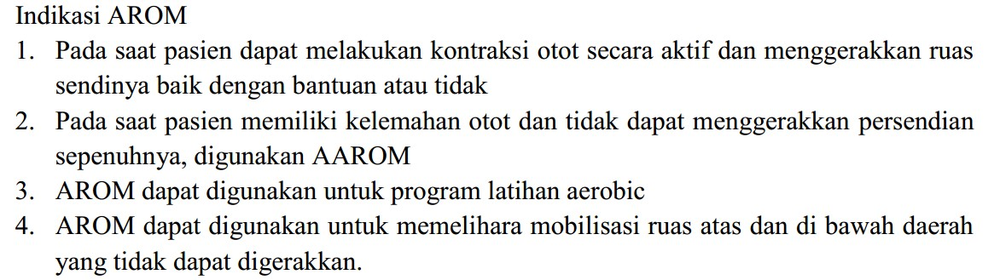 Indikasi AROM
1. Pada saat pasien dapat melakukan kontraksi otot secara aktif dan menggerakkan ruas
sendinya baik dengan bantuan atau tidak
2. Pada saat pasien memiliki kelemahan otot dan tidak dapat menggerakkan persendian
sepenuhnya, digunakan AAROM
3. AROM dapat digunakan untuk program latihan aerobic
4. AROM dapat digunakan untuk memelihara mobilisasi ruas atas dan di bawah daerah
yang tidak dapat digerakkan.